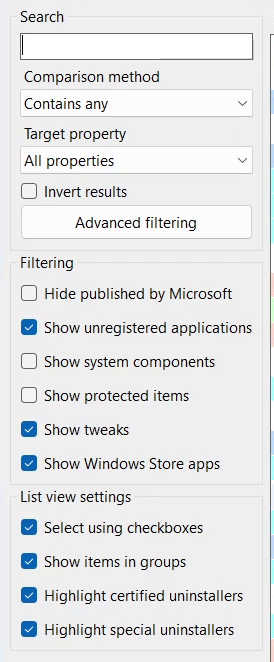 Search
Comparison method
Contains any
Target property
All properties
Invert results
Advanced filtering
Filtering
Hide published by Microsoft
Show unregistered applications
Show system components
Show protected items
Show tweaks
Show Windows Store apps
List view settings
Select using checkboxes
Show items in groups
Highlight certified uninstallers
Highlight special uninstallers